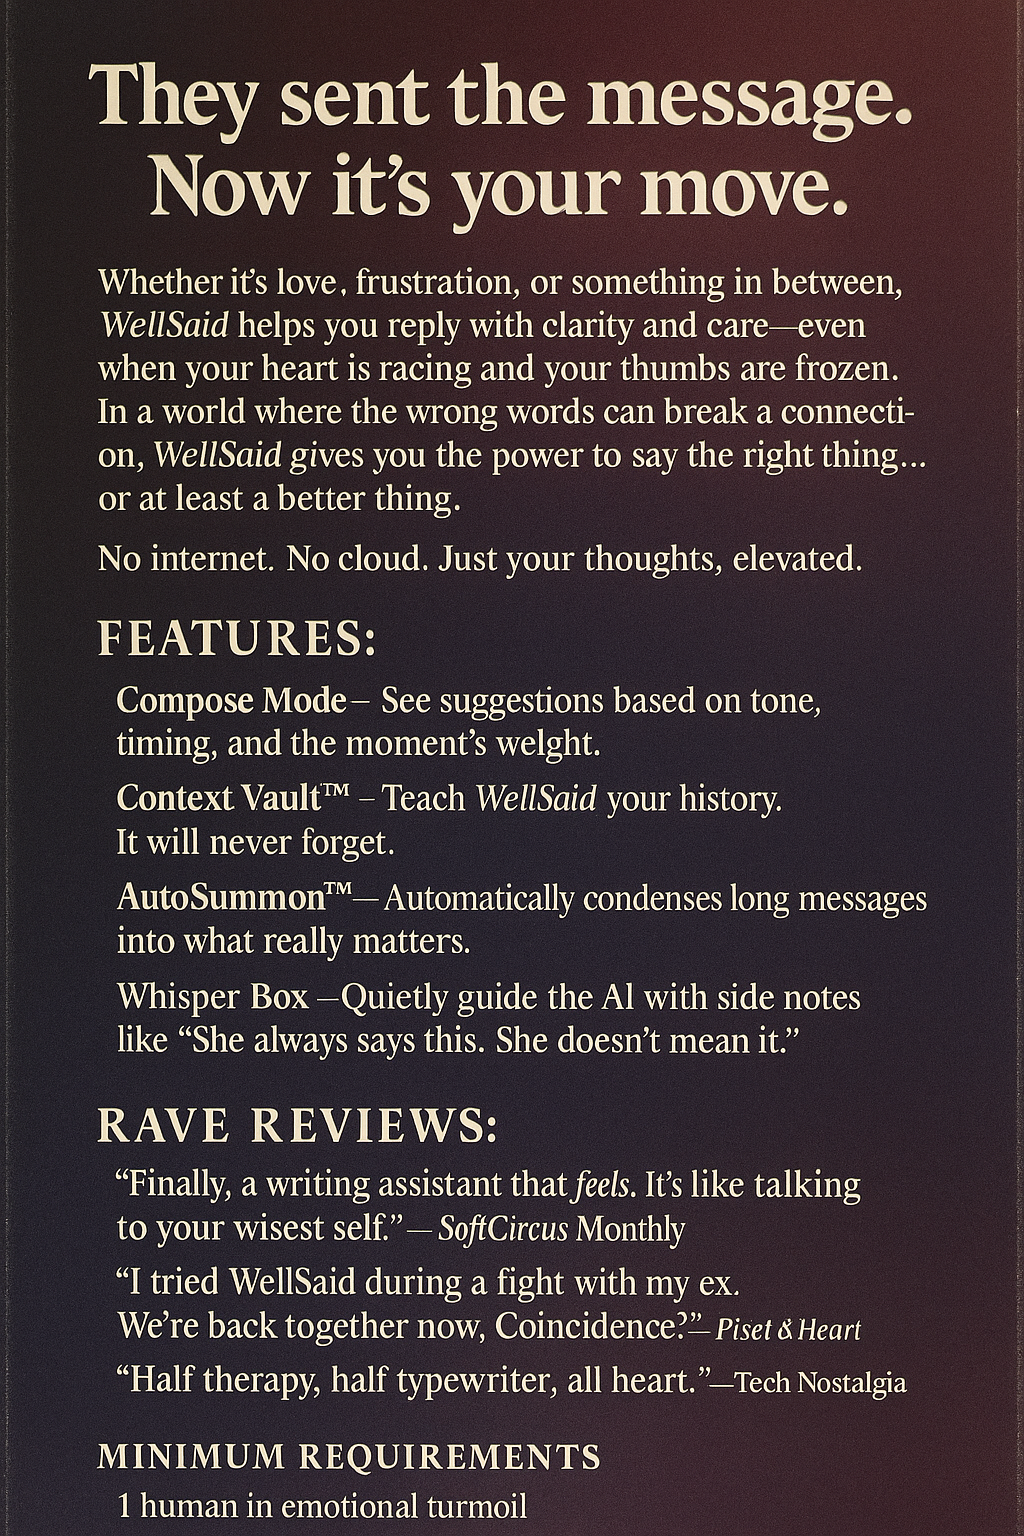 They sent the message.
Now it’s your move.
Whether it’s love, frustration, or something in between,
WellSaid helps you reply with clarity and care—even
when your heart is racing and your thumbs are frozen.
In a world where the wrong words can break a connecti-
on, WellSaid gives you the power to say the right thing...
or at least a better thing.
No internet. No cloud. Just your thoughts, elevated.
FEATURES:
Compose Mode – See suggestions based on tone,
timing, and the moment’s welght.
Context Vault™ – Teach WellSaid your history.
It will never forget.
AutoSummon™—Automatically condenses long messages
into what really matters.
Whisper Box —Quietly guide the Al with side notes
like “She always says this. She doesn’t mean it.”
RAVE REVIEWS:
“Finally, a writing assistant that feels. It’s like talking
to your wisest self.”—SoftCircus Monthly
“I tried WellSaid during a fight with my ex.
We’re back together now, Coincidence?”—Piset & Heart
“Half therapy, half typewriter, all heart.”—Tech Nostalgia
MINIMUM REQUIREMENTS
1 human in emotional turmoil